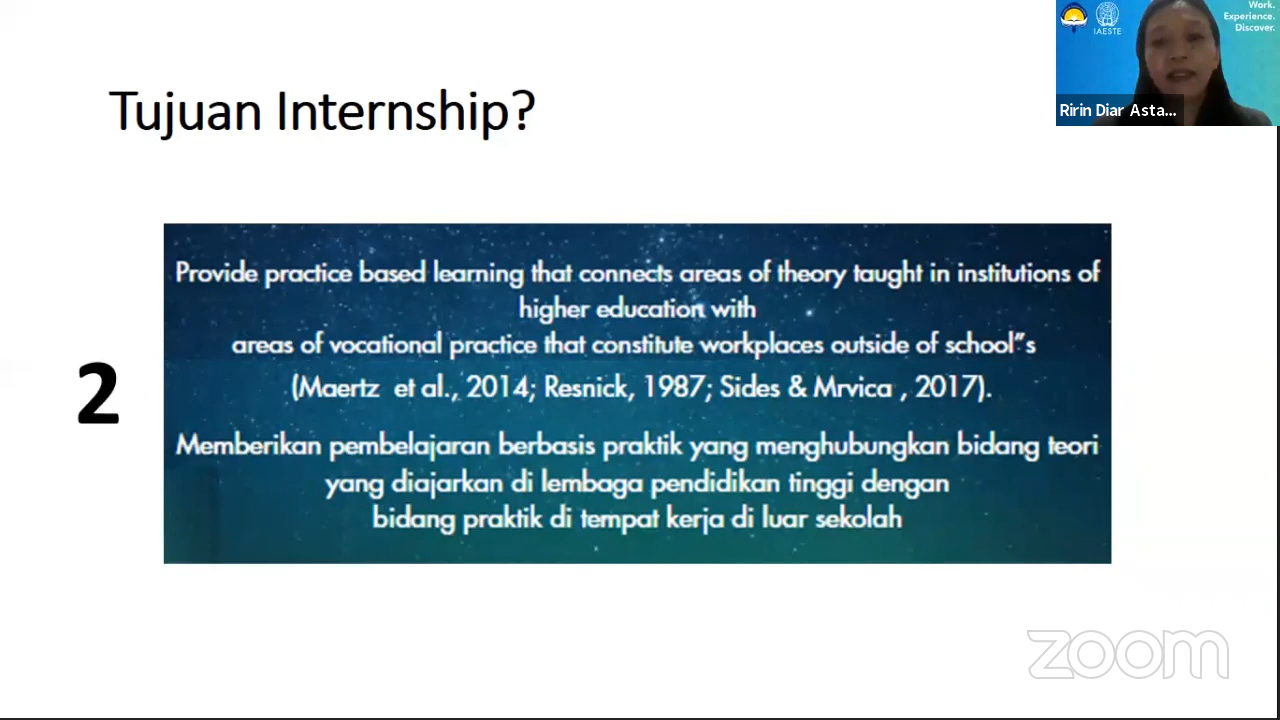 Work.
Experience.
Discover.
IAESTE
Ririn Diar Asta...
Tujuan Internship?
2
Provide practice based learning that connects areas of theory taught in institutions of
higher education with
areas of vocational practice that constitute workplaces outside of school”s
(Maertz et al., 2014; Resnick, 1987; Sides & Mrvica , 2017).
Memberikan pembelajaran berbasis praktik yang menghubungkan bidang teori
yang diajarkan di lembaga pendidikan tinggi dengan
bidang praktik di tempat kerja di luar sekolah
zoom